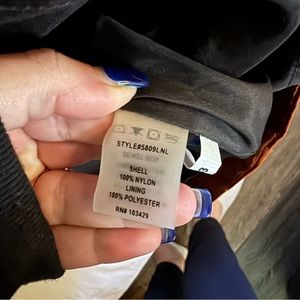 STYLE#5809LNL
SHELL
100% NYLON
LINING
100% POLYESTER
RN# 103429